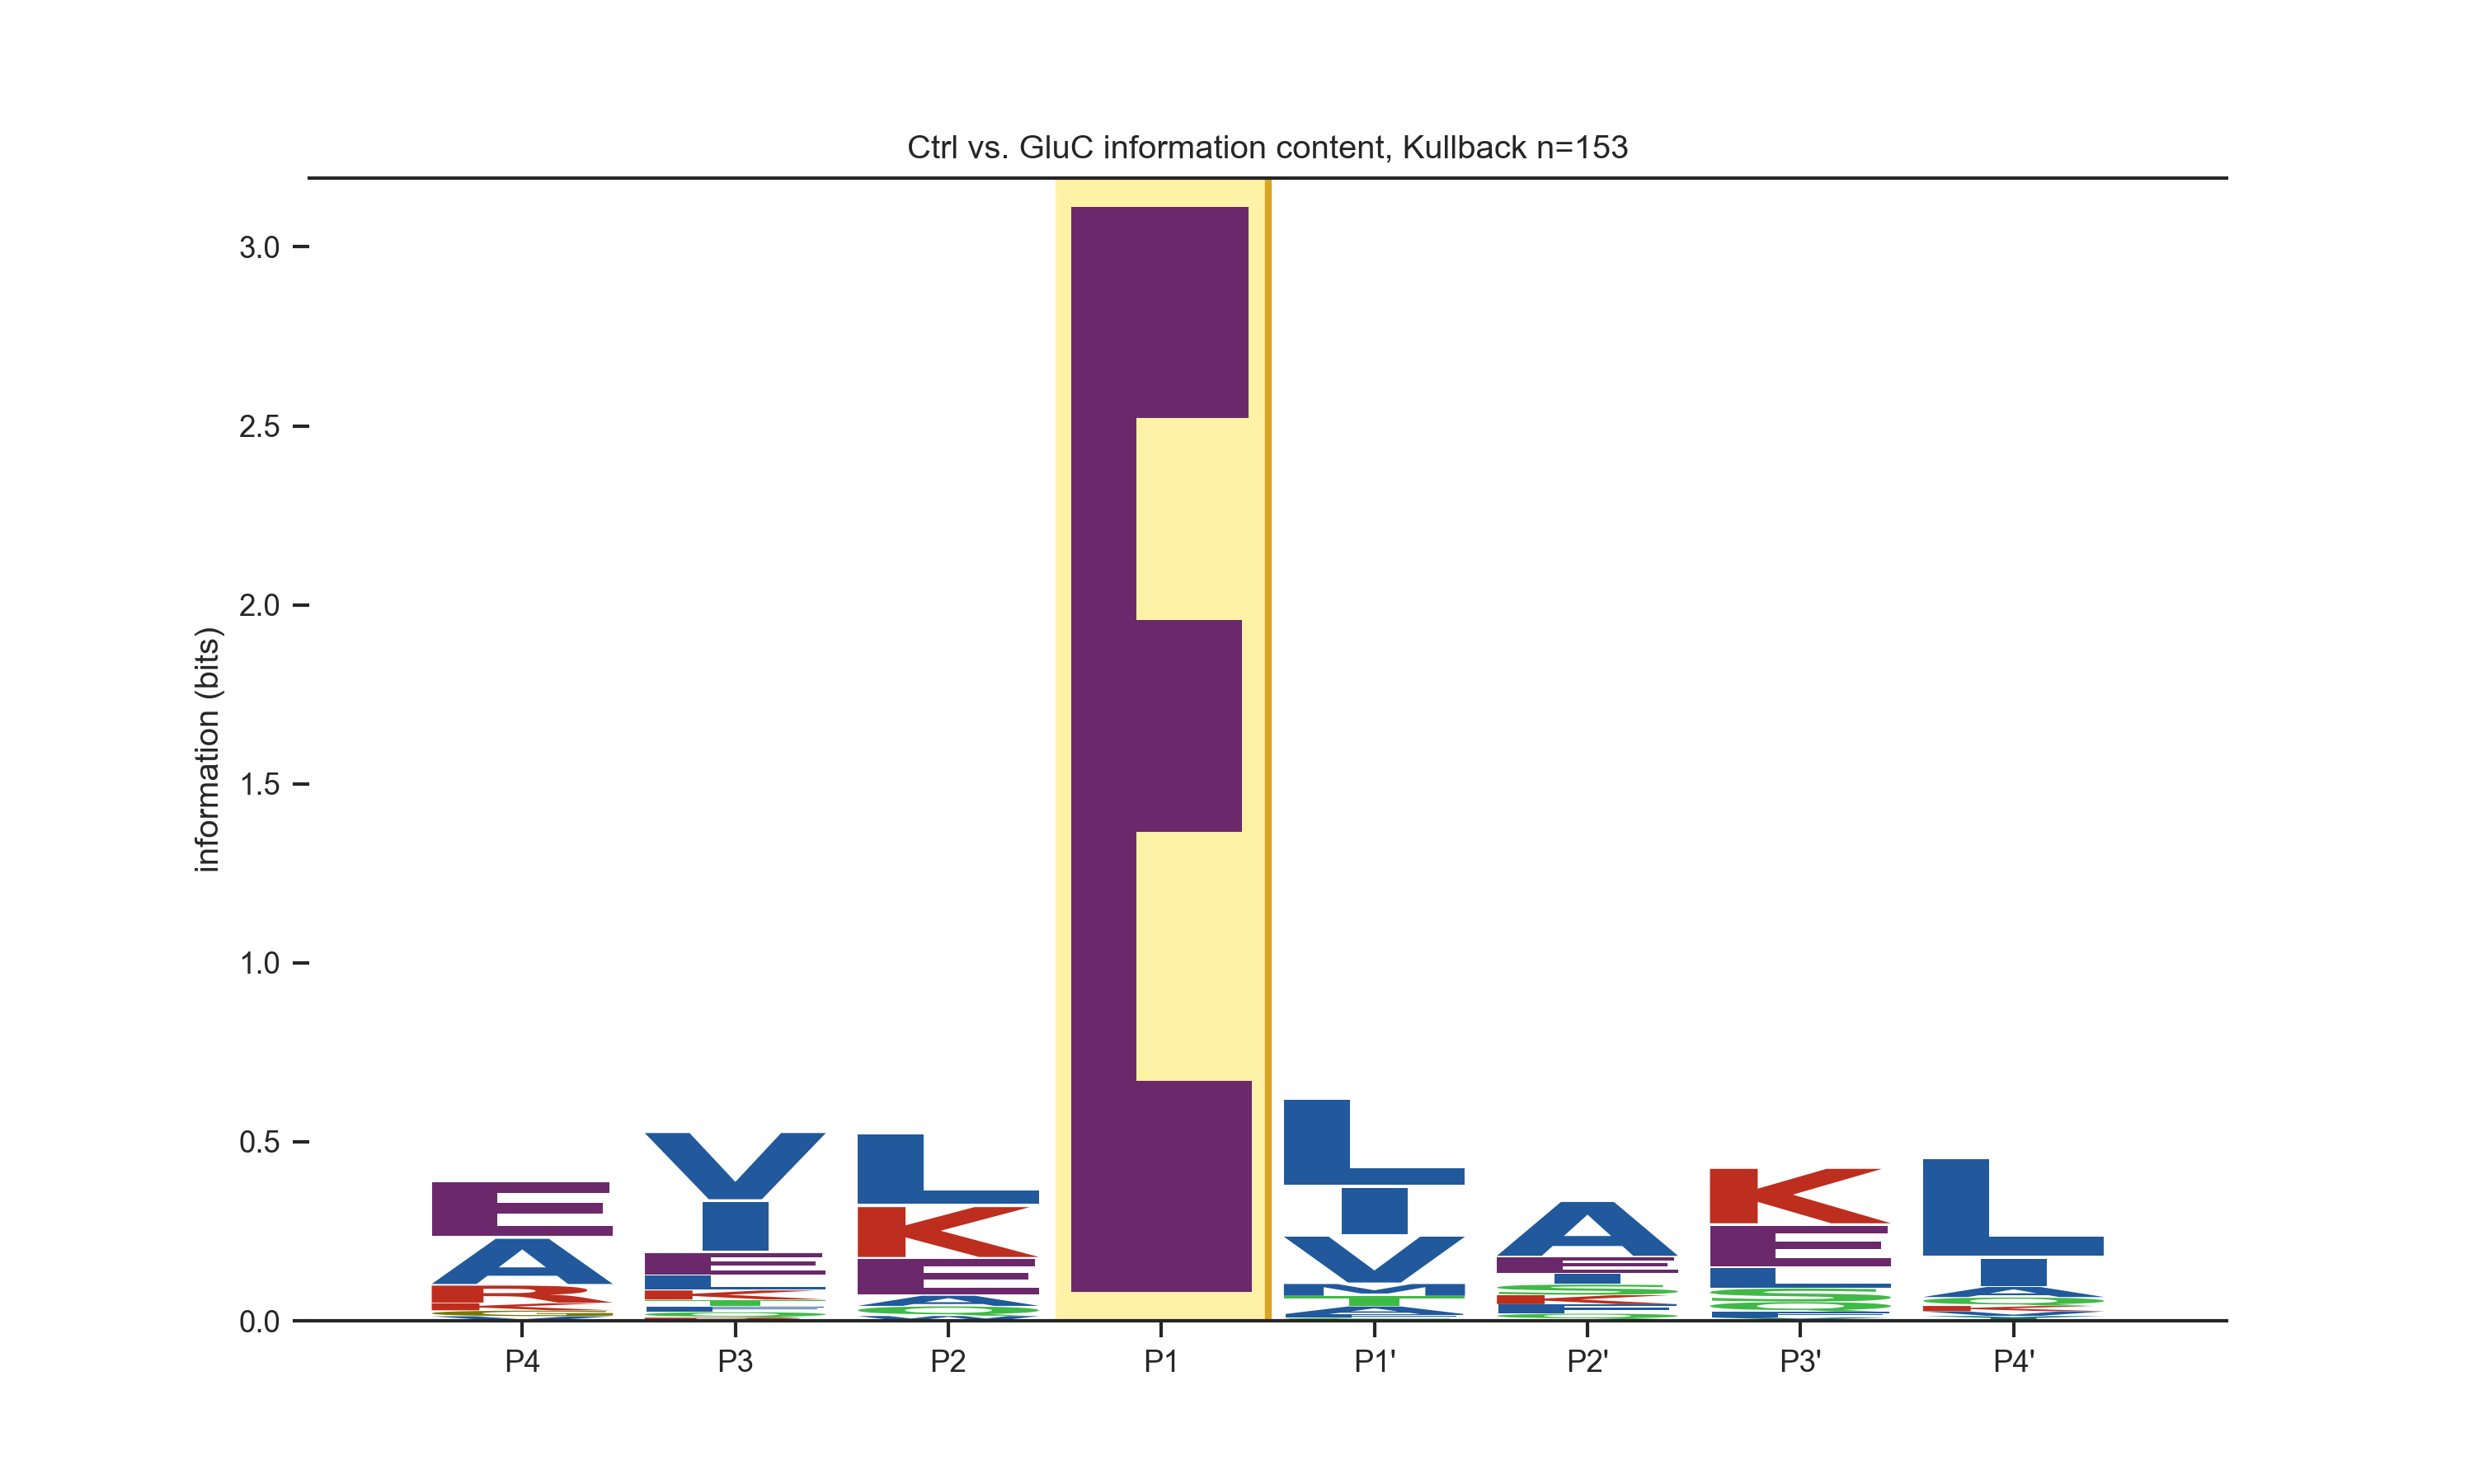 Ctrl vs. GluC information content, Kullback n=153
3.0
2.5
2.0
1.5
1.0
0.5
0.0
information (bits)
E
A
R
K
V
I
E
L
K
T
L
K
E
A
S
V
E
L
I
V
M
T
A
A
E
I
S
K
L
K
E
L
S
L
I
A
S
K
V
P4
P3
P2
P1
P1'
P2'
P3'
P4'